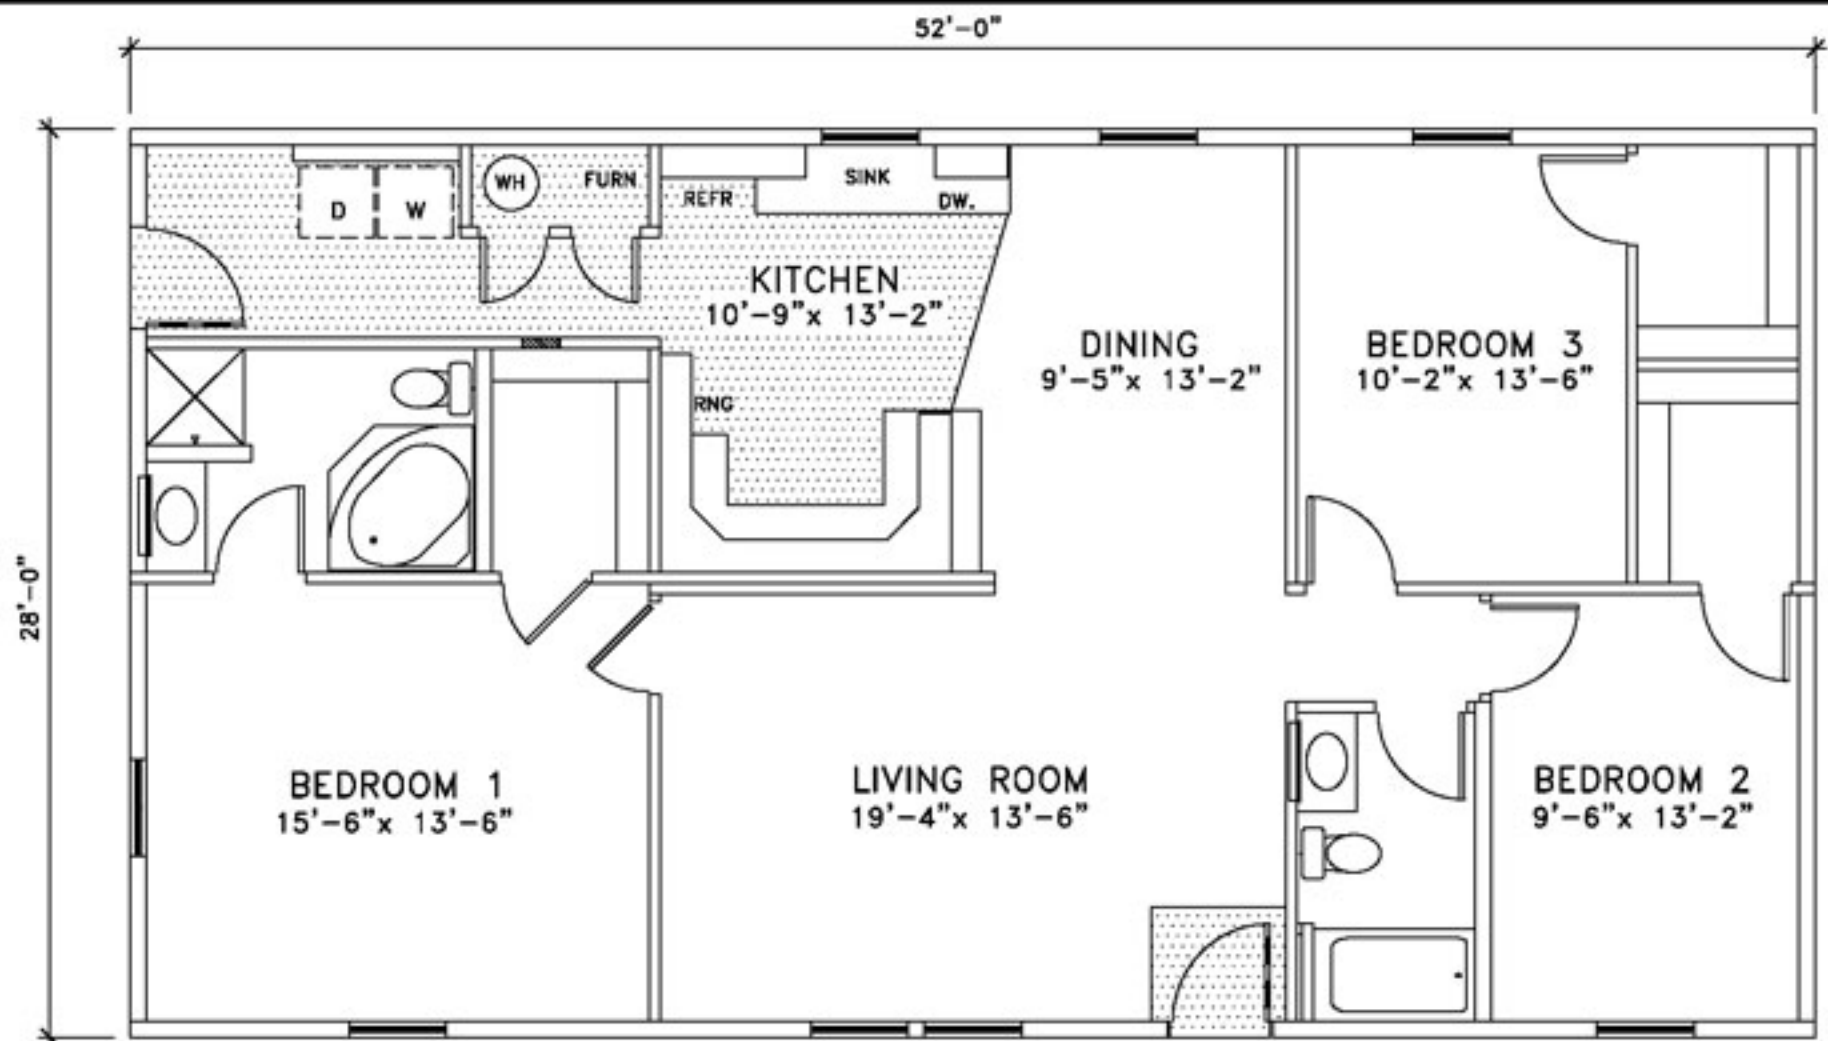 52'-0"
WH
FURN
D
W
REFR
SINK
DW.
KITCHEN
10'-9"x 13'-2"
DINING
9'-5"x 13'-2"
BEDROOM 3
10'-2"x 13'-6"
RNG
28'-0"
BEDROOM 1
15'-6"x 13'-6"
LIVING ROOM
19'-4"x 13'-6"
BEDROOM 2
9'-6"x 13'-2"